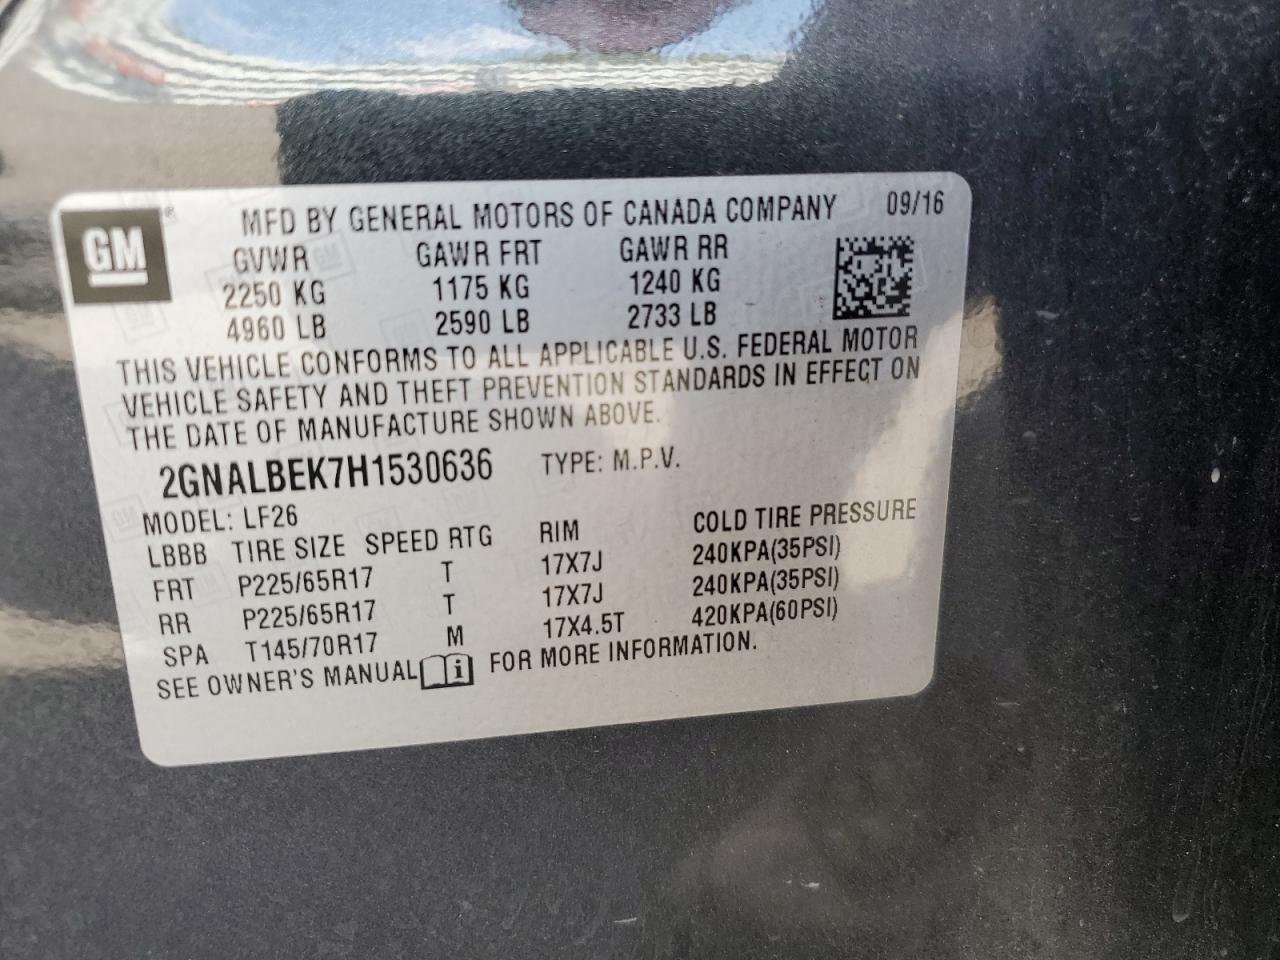 GM ®
MFD BY GENERAL MOTORS OF CANADA COMPANY 09/16
GVWR GAWR FRT GAWR RR
2250 KG 1175 KG 1240 KG
4960 LB 2590 LB 2733 LB
THIS VEHICLE CONFORMS TO ALL APPLICABLE U.S. FEDERAL MOTOR
VEHICLE SAFETY AND THEFT PREVENTION STANDARDS IN EFFECT ON
THE DATE OF MANUFACTURE SHOWN ABOVE.
2GNALBEK7H1530636 TYPE: M.P.V.
MODEL: LF26
LBBB TIRE SIZE SPEED RTG RIM COLD TIRE PRESSURE
FRT P225/65R17 T 17X7J 240KPA(35PSI)
RR P225/65R17 T 17X7J 240KPA(35PSI)
SPA T145/70R17 M 17X4.5T 420KPA(60PSI)
SEE OWNER'S MANUAL i FOR MORE INFORMATION.